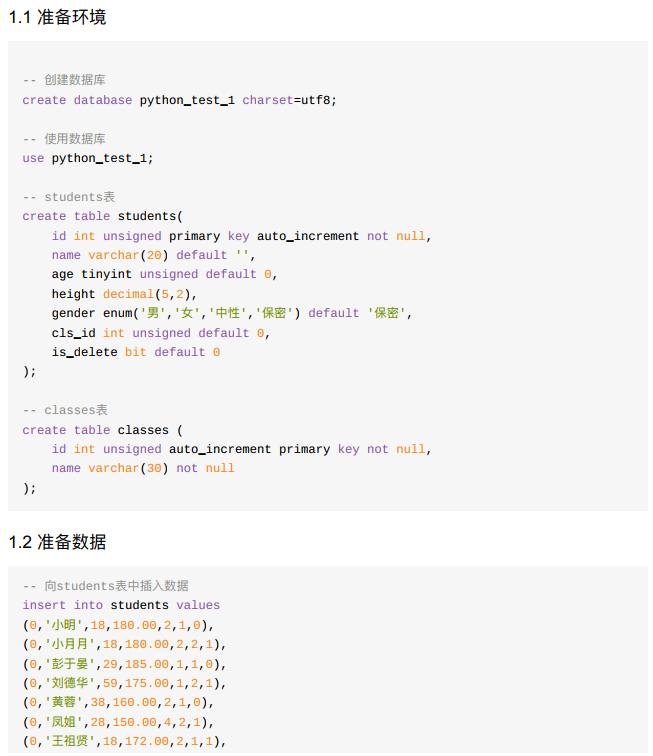 1.1 准备环境
-- 创建数据库
create database python_test_1 charset=utf8;
-- 使用数据库
use python_test_1;
-- students表
create table students(
    id int unsigned primary key auto_increment not null,
    name varchar(20) default '',
    age tinyint unsigned default 0,
    height decimal(5,2),
    gender enum('男','女','中性','保密') default '保密',
    cls_id int unsigned default 0,
    is_delete bit default 0
);
-- classes表
create table classes (
    id int unsigned auto_increment primary key not null,
    name varchar(30) not null
);
1.2 准备数据
-- 向students表中插入数据
insert into students values
(0,'小明',18,180.00,2,1,0),
(0,'小月月',18,180.00,2,2,1),
(0,'彭于晏',29,185.00,1,1,0),
(0,'刘德华',59,175.00,1,2,1),
(0,'黄蓉',38,160.00,2,1,0),
(0,'凤姐',28,150.00,4,2,1),
(0,'王祖贤',18,172.00,2,1,1),